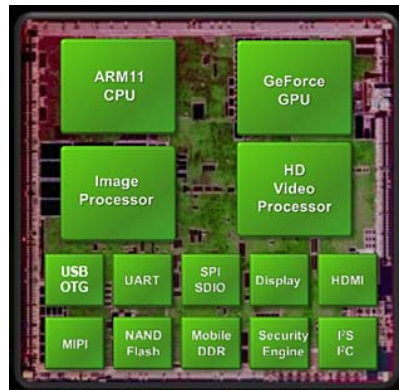 ARM11
CPU
GeForce
GPU
Image
Processor
HD
Video
Processor
USB
OTG
UART
SPI
SDIO
Display
HDMI
MIPI
NAND
Flash
Mobile
DDR
Security
Engine
I²S
I²C